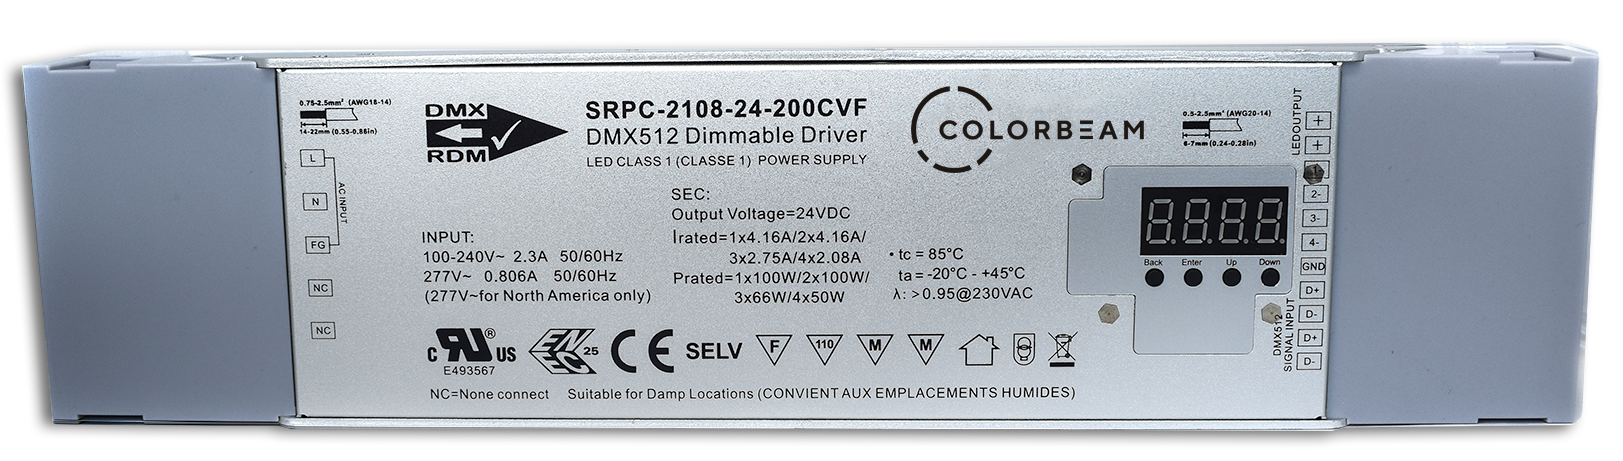 0.75-2.5mm² (AWG18-14)
14-22mm (0.55-0.86in)
L
N
FG
NC
NC
AC INPUT
DMX
RDM
SRPC-2108-24-200CVF
DMX512 Dimmable Driver
LED CLASS 1 (CLASSE 1) POWER SUPPLY
COLORBEAM
INPUT:
100-240V~ 2.3A 50/60Hz
277V~ 0.806A 50/60Hz
(277V~for North America only)
SEC:
Output Voltage=24VDC
Irated=1x4.16A/2x4.16A/
3x2.75A/4x2.08A
Prated=1x100W/2x100W/
3x66W/4x50W
• tc = 85°C
ta = -20°C - +45°C
λ: >0.95@230VAC
0.5-2.5mm² (AWG20-14)
6-7mm (0.24-0.28in)
8.8.8.8.
Back Enter Up Down
LEDOUTPUT
+
+
2-
3-
4-
GND
D+
D-
D+
D-
DMX512
SIGNAL INPUT
c RU ® US
E493567
ENEC 25
CE
SELV
F
110
M
M
NC=None connect Suitable for Damp Locations (CONVIENT AUX EMPLACEMENTS HUMIDES)